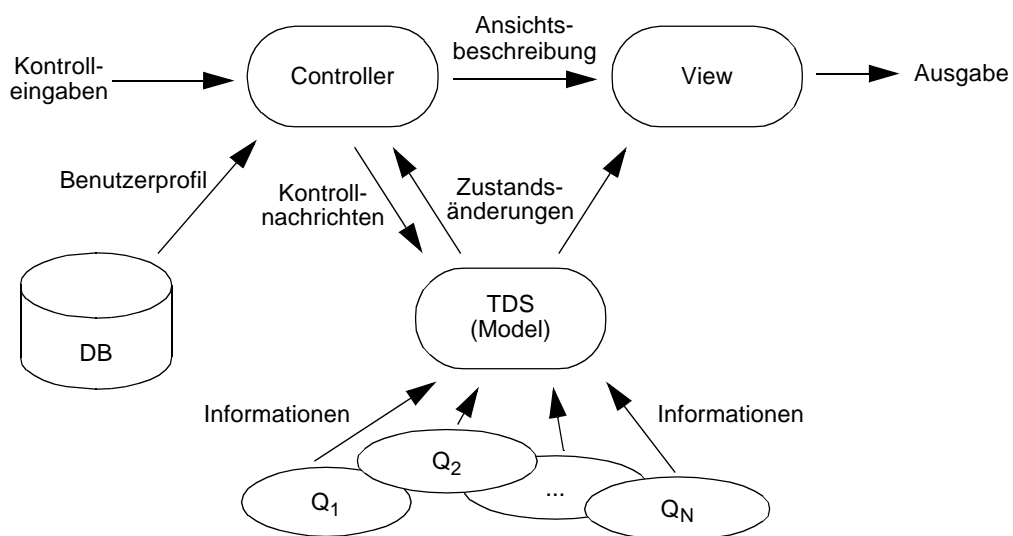 Kontroll-
eingaben
Controller
Ansichts-
beschreibung
View
Ausgabe
Benutzerprofil
Kontroll-
nachrichten
Zustands-
änderungen
DB
TDS
(Model)
Informationen
Informationen
Q1
Q2
...
QN